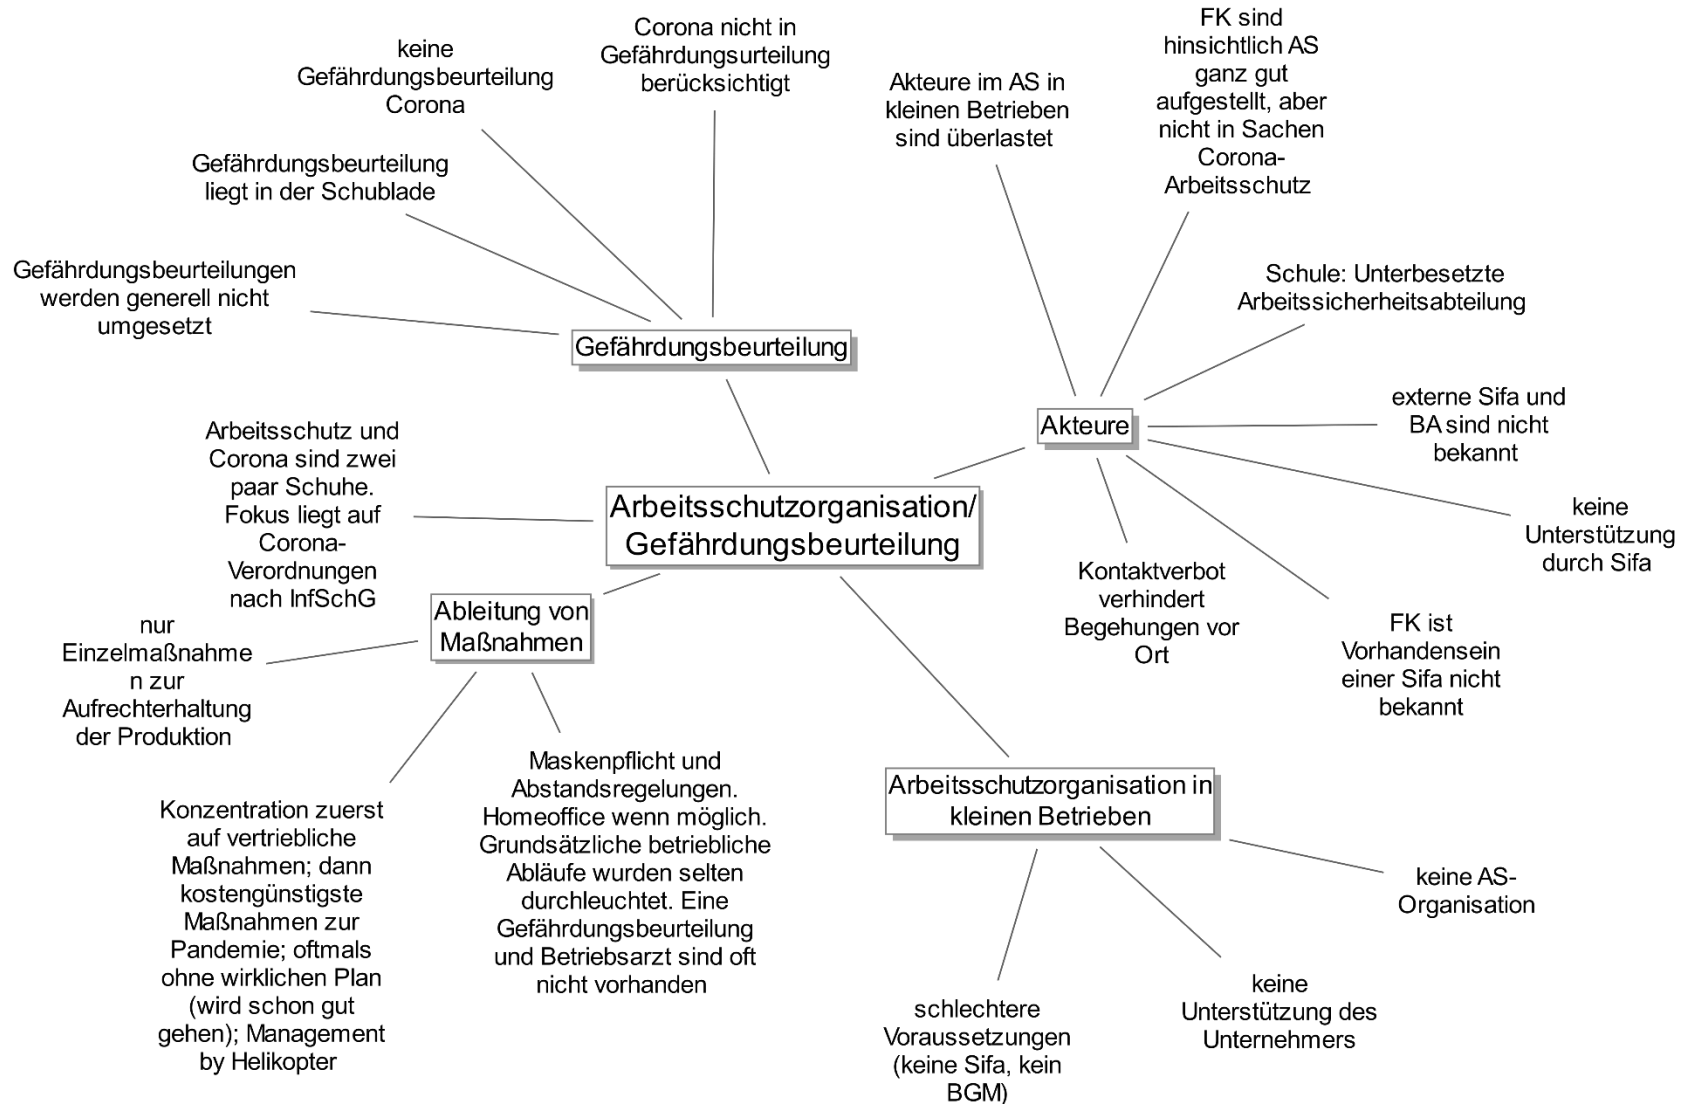 keine
Gefährdungsbeurteilung
Corona
Corona nicht in
Gefährdungsurteilung
berücksichtigt
Akteure im AS in
kleinen Betrieben
sind überlastet
FK sind
hinsichtlich AS
ganz gut
aufgestellt, aber
nicht in Sachen
Corona-
Arbeitsschutz
Gefährdungsbeurteilung
liegt in der Schublade
Gefährdungsbeurteilungen
werden generell nicht
umgesetzt
Schule: Unterbesetzte
Arbeitssicherheitsabteilung
Gefährdungsbeurteilung
Akteure
externe Sifa und
BA sind nicht
bekannt
Arbeitsschutz und
Corona sind zwei
paar Schuhe.
Fokus liegt auf
Corona-
Verordnungen
nach InfSchG
Arbeitsschutzorganisation/
Gefährdungsbeurteilung
keine
Unterstützung
durch Sifa
Kontaktverbot
verhindert
Begehungen vor
Ort
FK ist
Vorhandensein
einer Sifa nicht
bekannt
Ableitung von
Maßnahmen
nur
Einzelmaßnahme
n zur
Aufrechterhaltung
der Produktion
Konzentration zuerst
auf vertriebliche
Maßnahmen; dann
kostengünstigste
Maßnahmen zur
Pandemie; oftmals
ohne wirklichen Plan
(wird schon gut
gehen); Management
by Helikopter
Maskenpflicht und
Abstandsregelungen.
Homeoffice wenn möglich.
Grundsätzliche betriebliche
Abläufe wurden selten
durchleuchtet. Eine
Gefährdungsbeurteilung
und Betriebsarzt sind oft
nicht vorhanden
Arbeitsschutzorganisation in
kleinen Betrieben
keine AS-
Organisation
keine
Unterstützung des
Unternehmers
schlechtere
Voraussetzungen
(keine Sifa, kein
BGM)